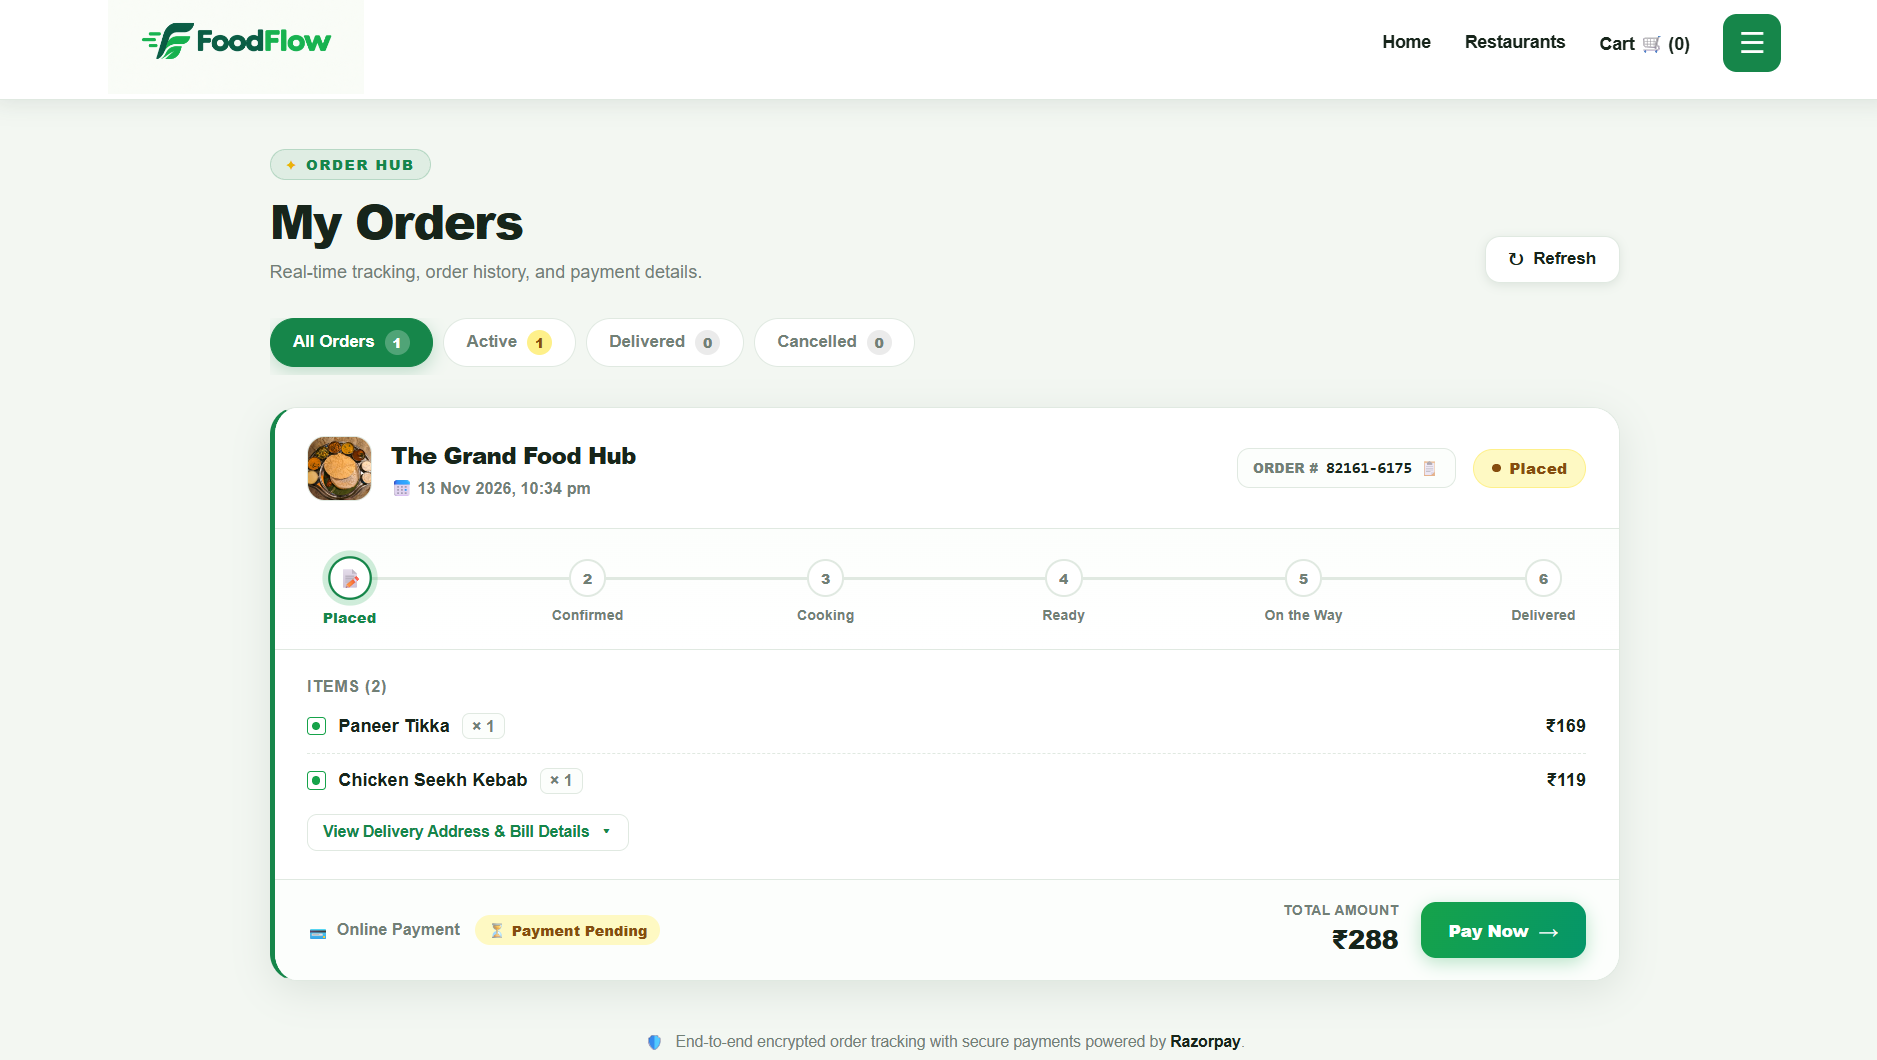 FoodFlow
Home
Restaurants
Cart 🛒 (0)
☰
✦ ORDER HUB
My Orders
Real-time tracking, order history, and payment details.
↻ Refresh
All Orders 1
Active 1
Delivered 0
Cancelled 0
The Grand Food Hub
13 Nov 2026, 10:34 pm
ORDER # 82161-6175
● Placed
Placed
2
Confirmed
3
Cooking
4
Ready
5
On the Way
6
Delivered
ITEMS (2)
Paneer Tikka × 1 ₹169
Chicken Seekh Kebab × 1 ₹119
View Delivery Address & Bill Details ▼
Online Payment
⏳ Payment Pending
TOTAL AMOUNT
₹288
Pay Now →
End-to-end encrypted order tracking with secure payments powered by Razorpay.